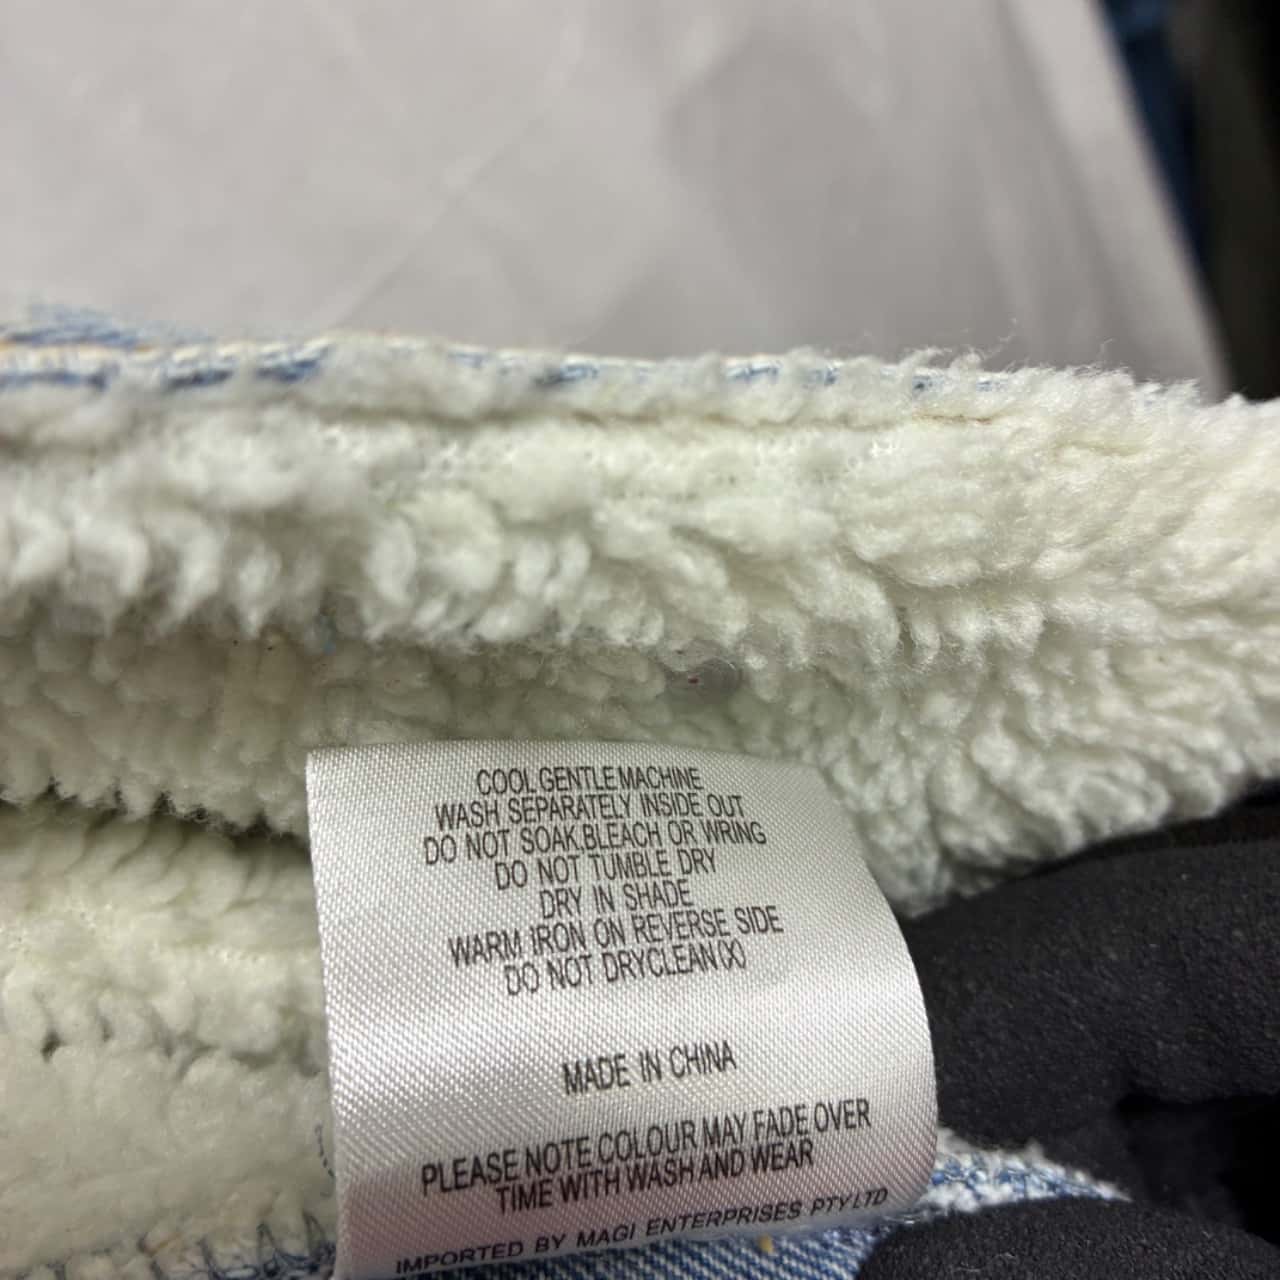 COOL GENTLE MACHINE
WASH SEPARATELY INSIDE OUT
DO NOT SOAK.BLEACH OR WRING
DO NOT TUMBLE DRY
DRY IN SHADE
WARM IRON ON REVERSE SIDE
DO NOT DRYCLEAN(X)
MADE IN CHINA
PLEASE NOTE COLOUR MAY FADE OVER
TIME WITH WASH AND WEAR
IMPORTED BY MAGI ENTERPRISES PTY LTD